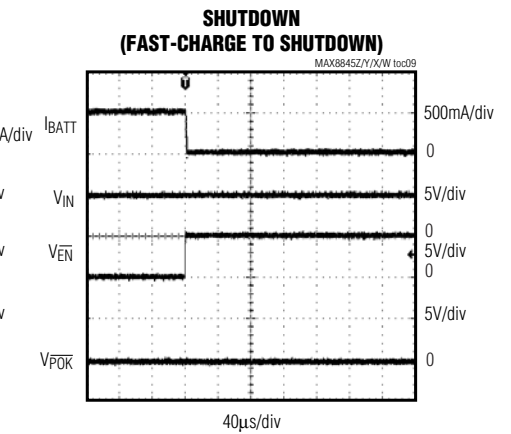 SHUTDOWN
(FAST-CHARGE TO SHUTDOWN)
MAX8845Z/Y/X/W toc09
T
A/div IBATT 500mA/div
0
VIN 5V/div
0
VEN 5V/div
0
5V/div
VPOK 0
40µs/div